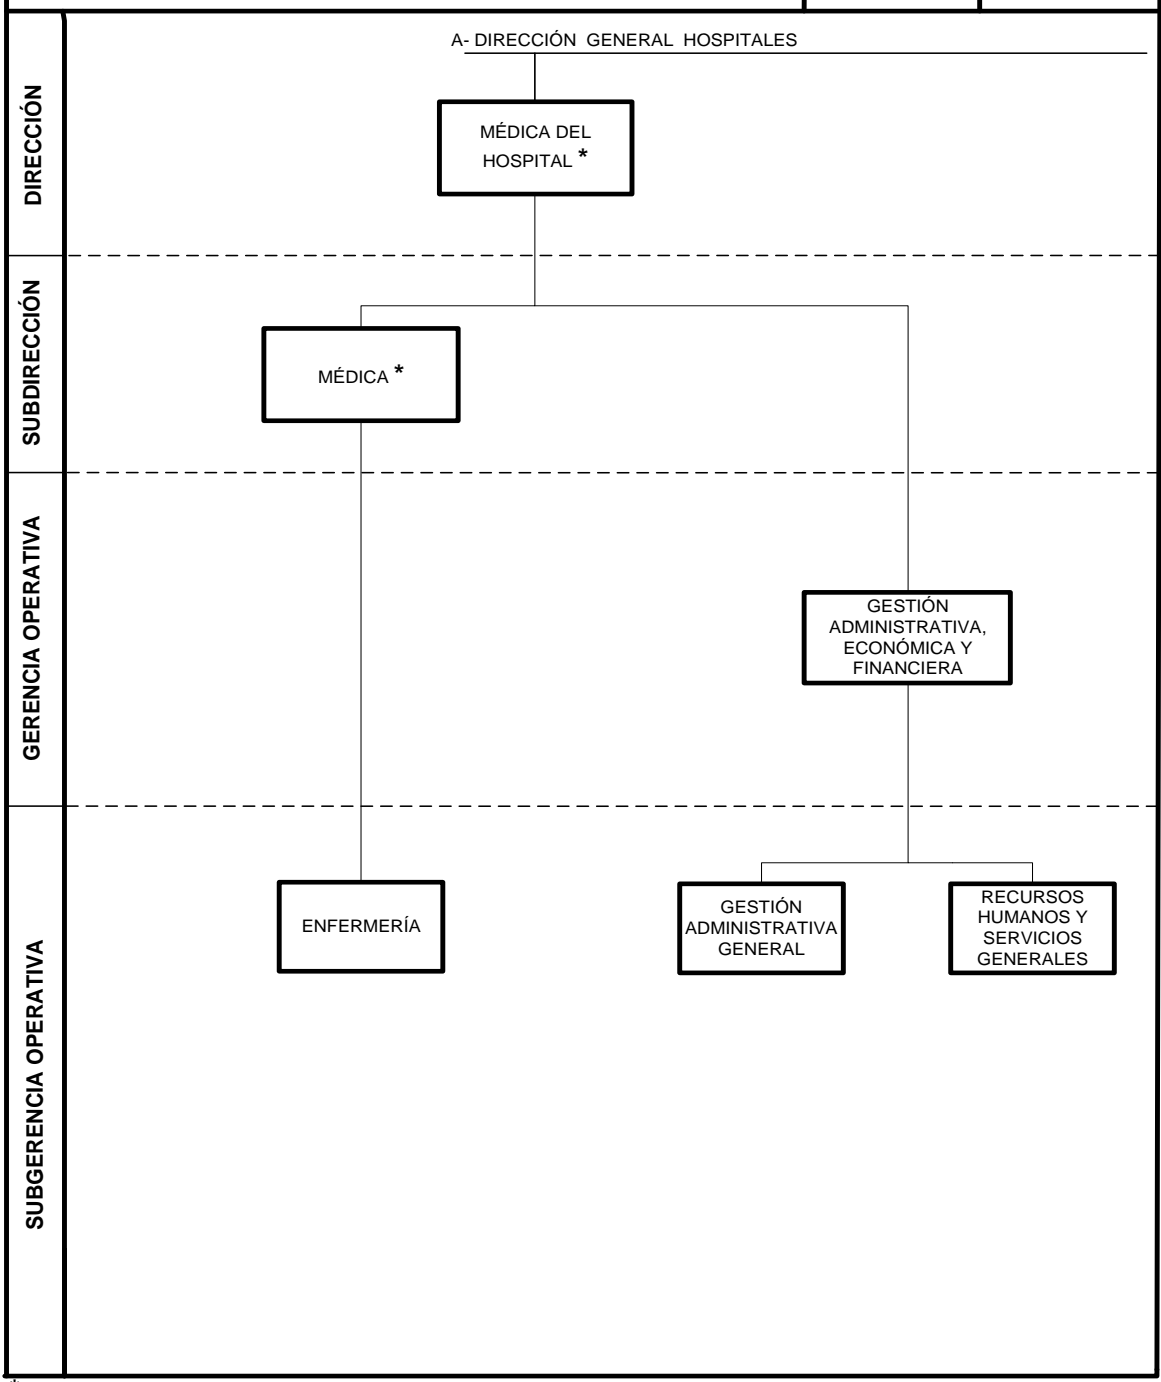 A- DIRECCIÓN GENERAL HOSPITALES
DIRECCIÓN
MÉDICA DEL
HOSPITAL *
SUBDIRECCIÓN
MÉDICA *
GERENCIA OPERATIVA
GESTIÓN
ADMINISTRATIVA,
ECONÓMICA Y
FINANCIERA
SUBGERENCIA OPERATIVA
ENFERMERÍA
GESTIÓN
ADMINISTRATIVA
GENERAL
RECURSOS
HUMANOS Y
SERVICIOS
GENERALES
*